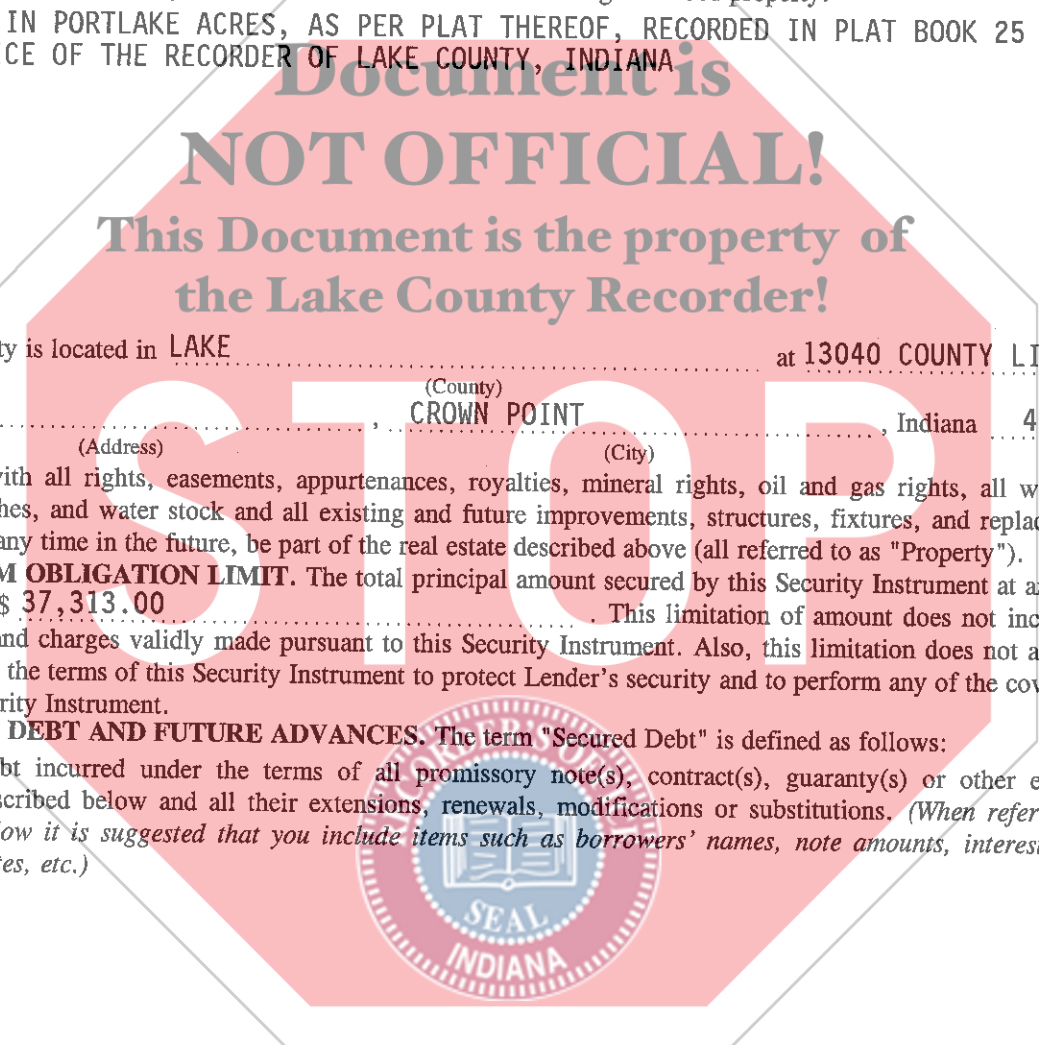 IN PORTLAKE ACRES, AS PER PLAT THEREOF, RECORDED IN PLAT BOOK 25
CE OF THE RECORDER OF LAKE COUNTY, INDIANA
Document is
NOT OFFICIAL!
This Document is the property of
the Lake County Recorder!
ty is located in LAKE at 13040 COUNTY LI
(County)
, CROWN POINT , Indiana 4
(Address) (City)
ith all rights, easements, appurtenances, royalties, mineral rights, oil and gas rights, all w
hes, and water stock and all existing and future improvements, structures, fixtures, and replac
any time in the future, be part of the real estate described above (all referred to as "Property").
M OBLIGATION LIMIT. The total principal amount secured by this Security Instrument at a
$ 37,313.00 . This limitation of amount does not inc
and charges validly made pursuant to this Security Instrument. Also, this limitation does not a
the terms of this Security Instrument to protect Lender's security and to perform any of the cov
rity Instrument.
DEBT AND FUTURE ADVANCES. The term "Secured Debt" is defined as follows:
bt incurred under the terms of all promissory note(s), contract(s), guaranty(s) or other e
scribed below and all their extensions, renewals, modifications or substitutions. (When refer
low it is suggested that you include items such as borrowers' names, note amounts, interes
tes, etc.)
STOP
RECORDER'S OFFICE
SEAL
INDIANA